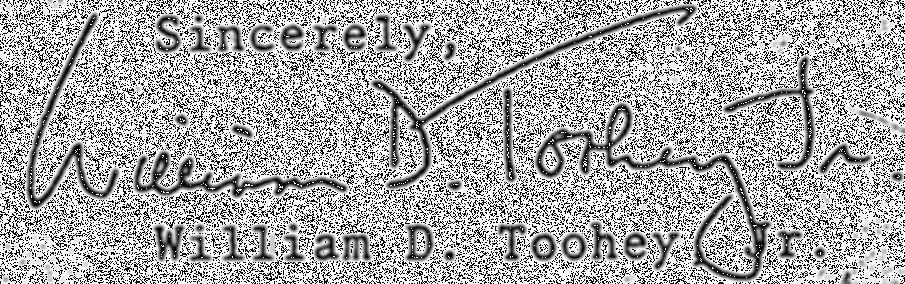 Sincerely,
William D. Toohey Jr.
William D. Toohey, Jr.